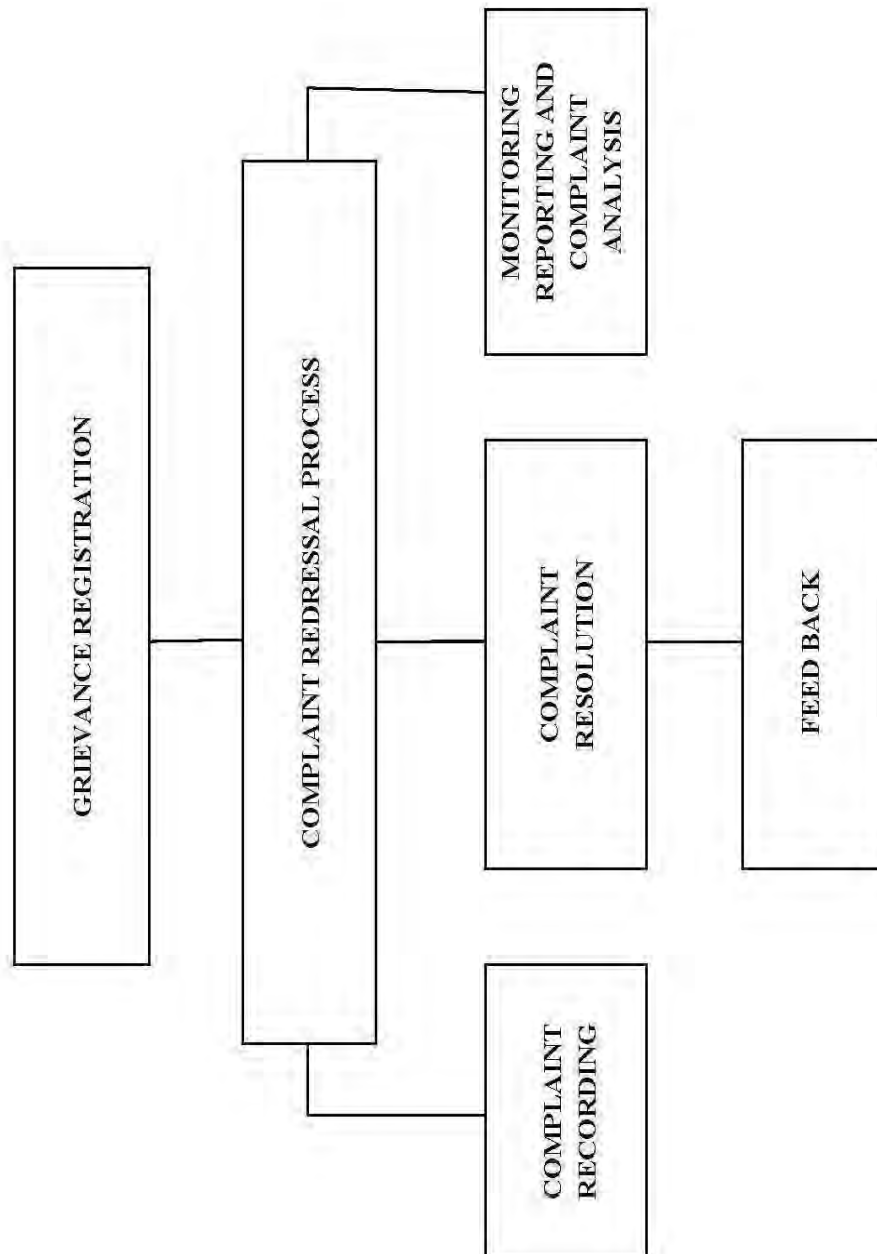 GRIEVANCE REGISTRATION
COMPLAINT REDRESSAL PROCESS
COMPLAINT
RECORDING
COMPLAINT
RESOLUTION
MONITORING
REPORTING AND
COMPLAINT
ANALYSIS
FEED BACK